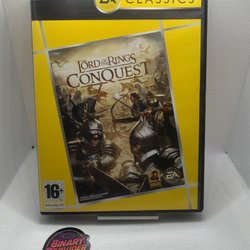 EA CLASSICS
THE
LORD OF THE RINGS
CONQUEST
16+
EA
BINARY